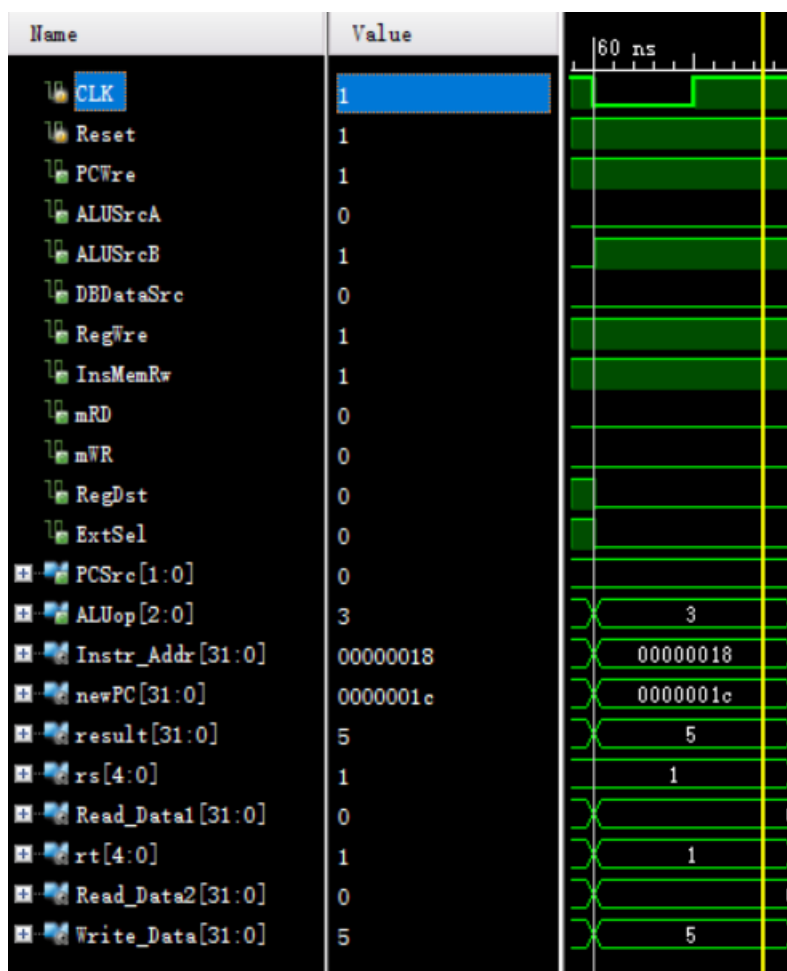 Name Value 60 ns
CLK 1
Reset 1
PCWre 1
ALUSrcA 0
ALUSrcB 1
DBDataSrc 0
RegWre 1
InsMemRw 1
mRD 0
mWR 0
RegDst 0
ExtSel 0
PCSrc[1:0] 0
ALUop[2:0] 3 3
Instr_Addr[31:0] 00000018 00000018
newPC[31:0] 0000001c 0000001c
result[31:0] 5 5
rs[4:0] 1 1
Read_Data1[31:0] 0
rt[4:0] 1 1
Read_Data2[31:0] 0
Write_Data[31:0] 5 5